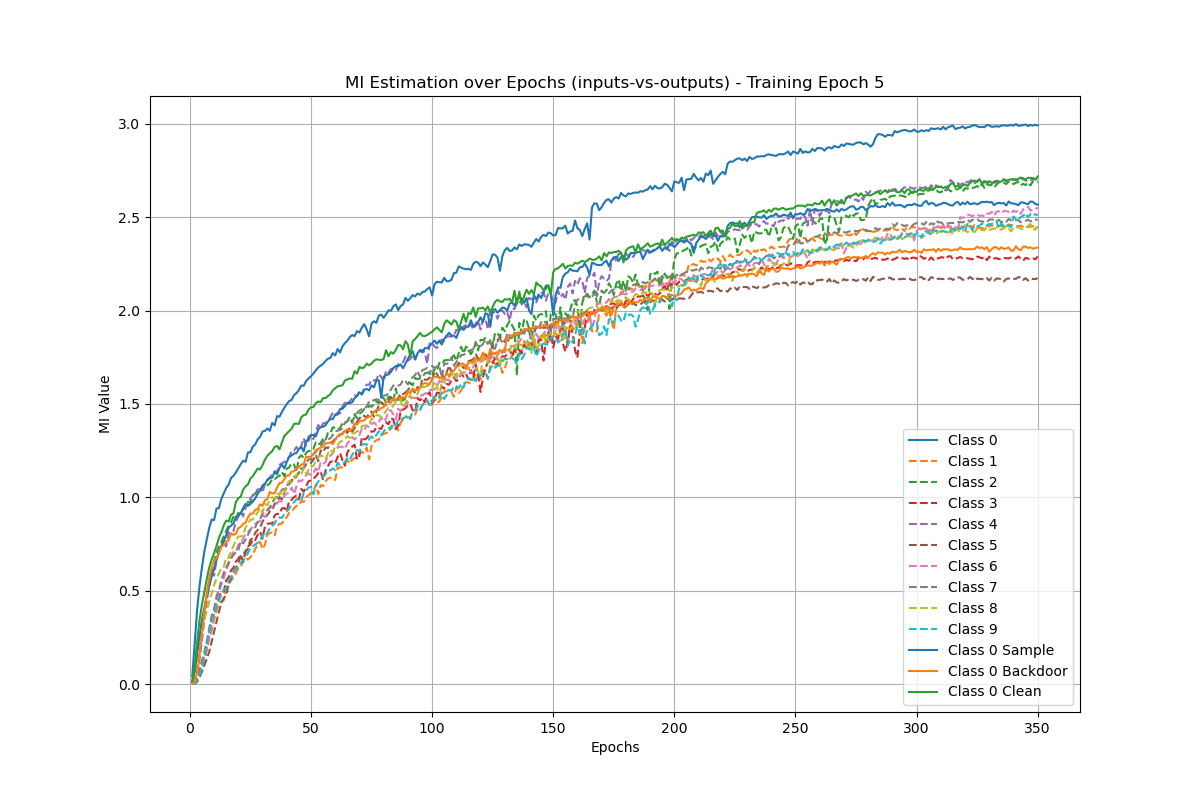 MI Estimation over Epochs (inputs-vs-outputs) - Training Epoch 5
MI Value
3.0
2.5
2.0
1.5
1.0
0.5
0.0
Class 0
Class 1
Class 2
Class 3
Class 4
Class 5
Class 6
Class 7
Class 8
Class 9
Class 0 Sample
Class 0 Backdoor
Class 0 Clean
0 50 100 150 200 250 300 350
Epochs